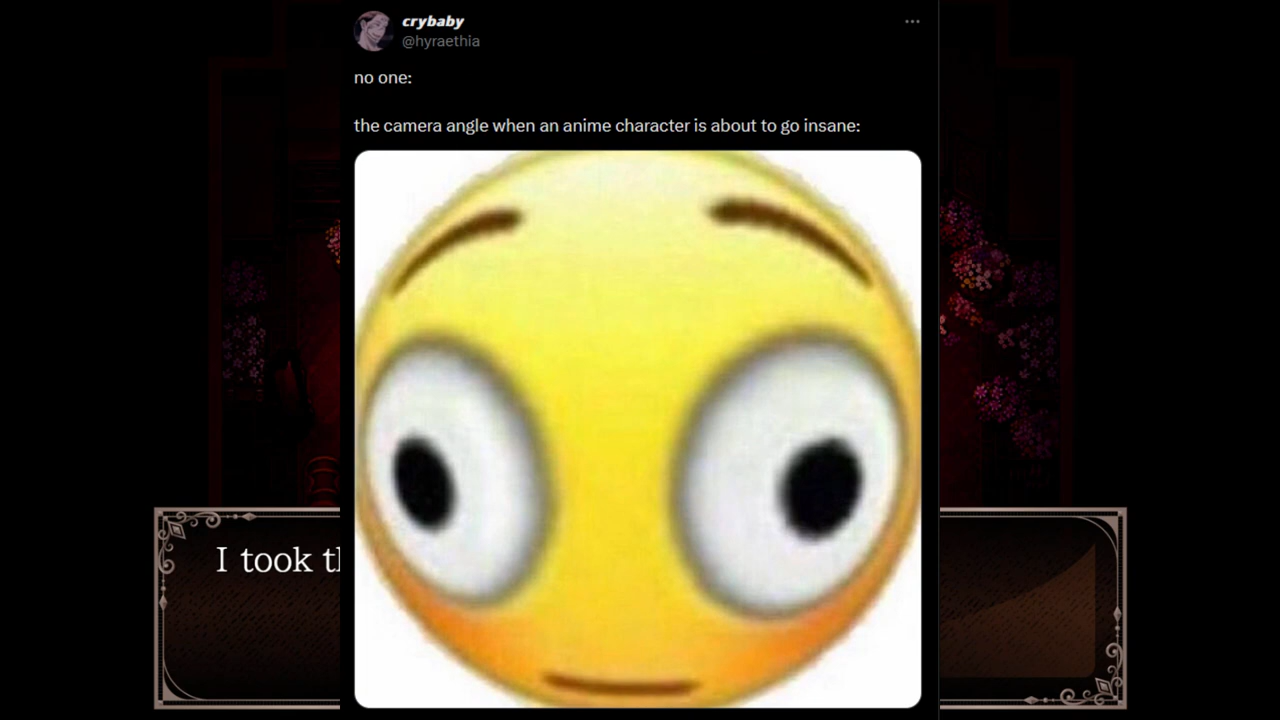 crybaby
@hyraethia
no one:
the camera angle when an anime character is about to go insane:
I took